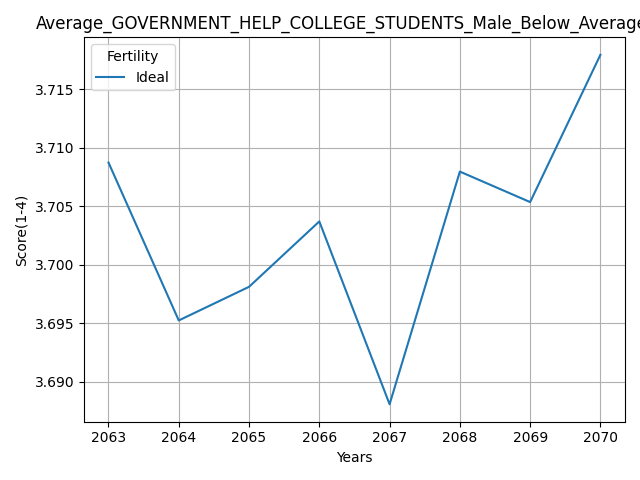 Average_GOVERNMENT_HELP_COLLEGE_STUDENTS_Male_Below_Average
Fertility
Ideal
3.715
3.710
3.705
3.700
3.695
3.690
Score(1-4)
2063 2064 2065 2066 2067 2068 2069 2070
Years